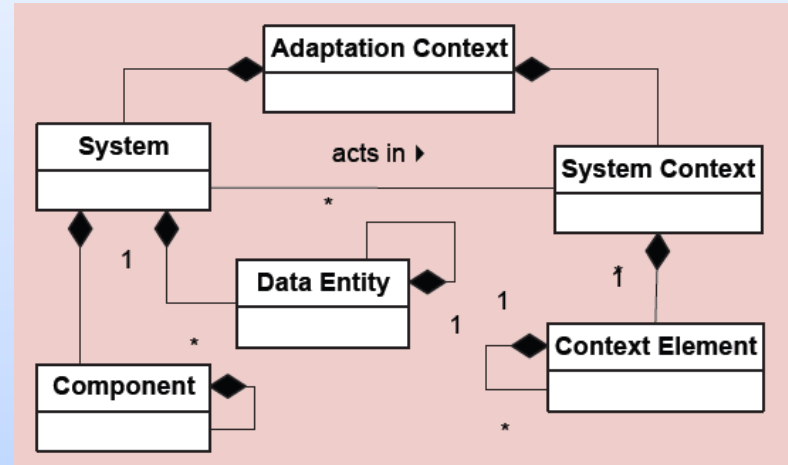 Adaptation Context
System
acts in ▸
System Context
*
1
Data Entity
1
*
1
1
*
Component
Context Element
*